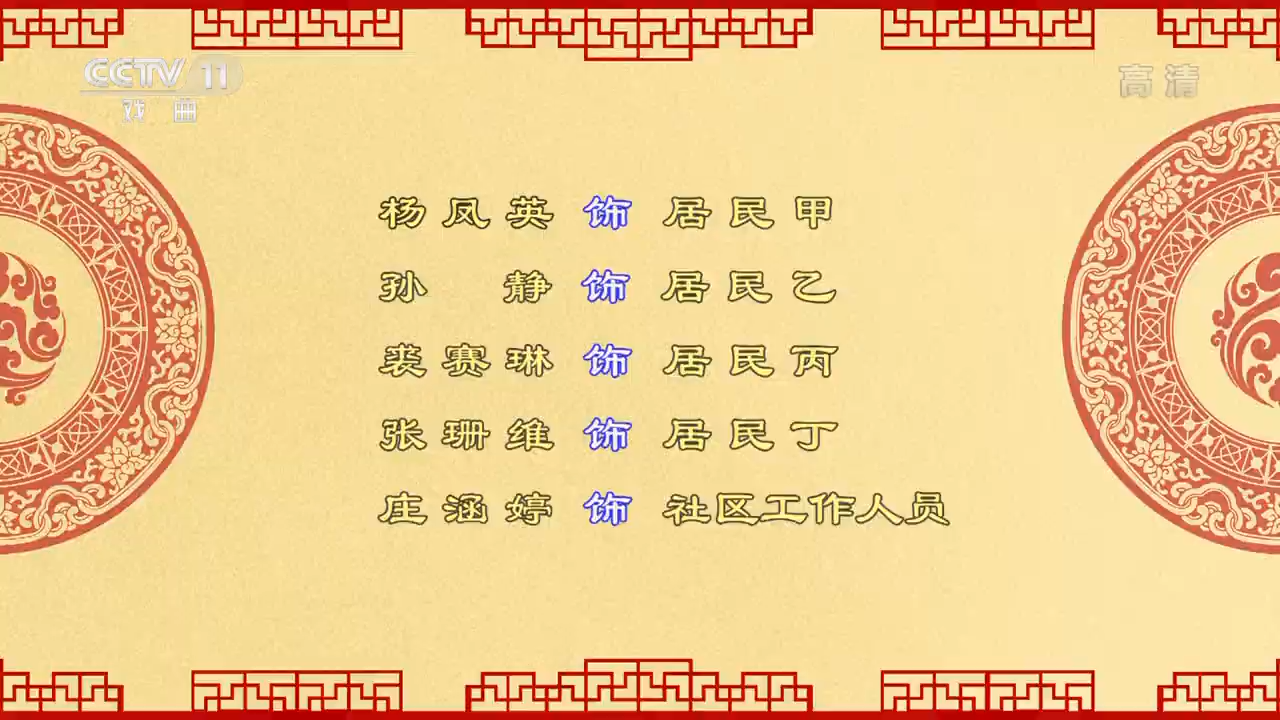 CCTV 11
戏曲
高清
杨凤英 饰 居民甲
孙静 饰 居民乙
裘赛琳 饰 居民丙
张珊维 饰 居民丁
庄涵婷 饰 社区工作人员